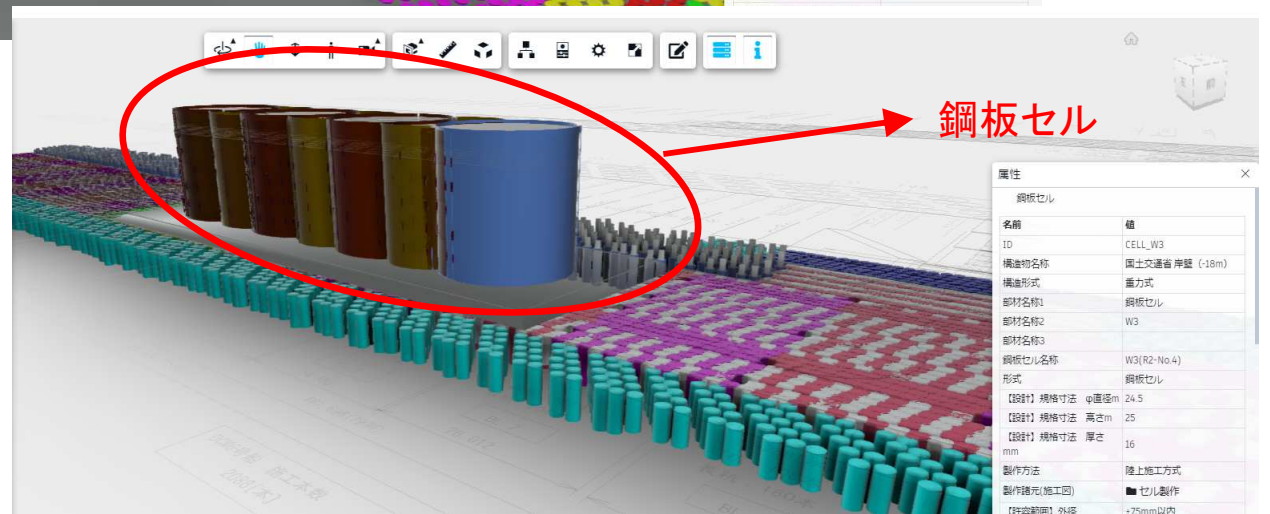 鋼板セル
属性
鋼板セル
名前 値
ID CELL_W3
構造物名称 国土交通省 岸壁（-18m）
構造形式 重力式
部材名称1 鋼板セル
部材名称2 W3
部材名称3
鋼板セル名称 W3(R2-No.4)
形式 鋼板セル
【設計】規格寸法　φ直径m 24.5
【設計】規格寸法　高さm 25
【設計】規格寸法　厚さ
mm 16
製作方法 陸上施工方式
製作諸元(施工図) セル製作
【許容範囲】外径 ±75mm以内